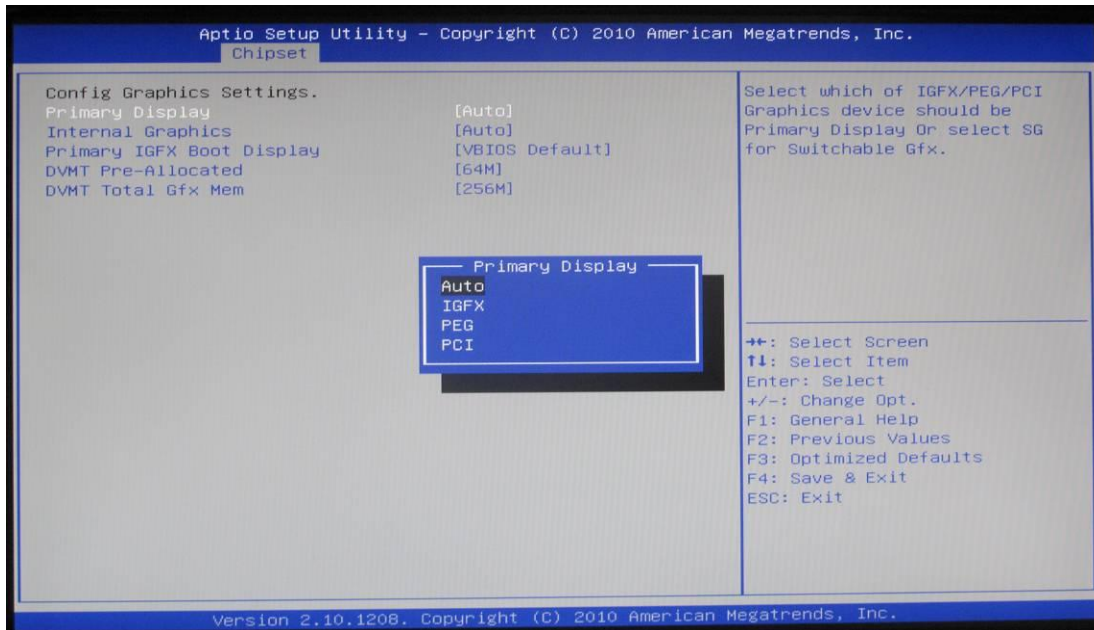 Aptio Setup Utility – Copyright (C) 2010 American Megatrends, Inc.
Chipset
Config Graphics Settings.
Primary Display [Auto]
Internal Graphics [Auto]
Primary IGFX Boot Display [VBIOS Default]
DVMT Pre-Allocated [64M]
DVMT Total Gfx Mem [256M]
Primary Display
Auto
IGFX
PEG
PCI
Select which of IGFX/PEG/PCI
Graphics device should be
Primary Display Or select SG
for Switchable Gfx.
→←: Select Screen
↑↓: Select Item
Enter: Select
+/-: Change Opt.
F1: General Help
F2: Previous Values
F3: Optimized Defaults
F4: Save & Exit
ESC: Exit
Version 2.10.1208. Copyright (C) 2010 American Megatrends, Inc.